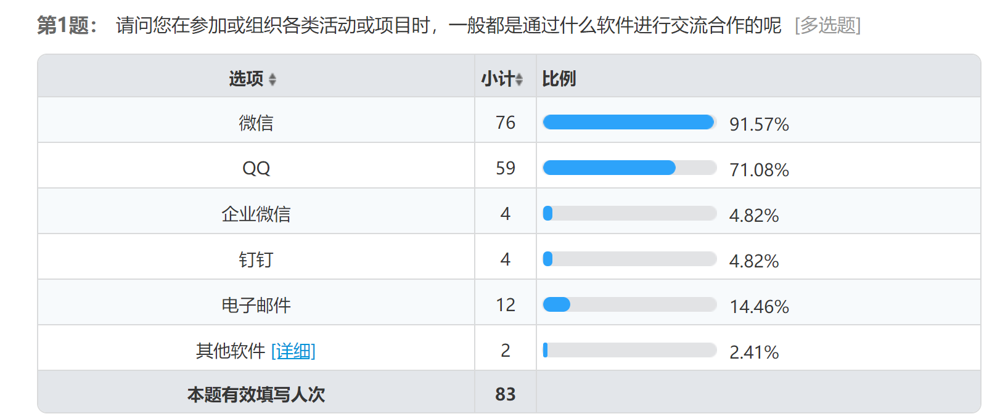 第1题： 请问您在参加或组织各类活动或项目时，一般都是通过什么软件进行交流合作的呢 [多选题]
选项 小计 比例
微信 76 91.57%
QQ 59 71.08%
企业微信 4 4.82%
钉钉 4 4.82%
电子邮件 12 14.46%
其他软件 [详细] 2 2.41%
本题有效填写人次 83